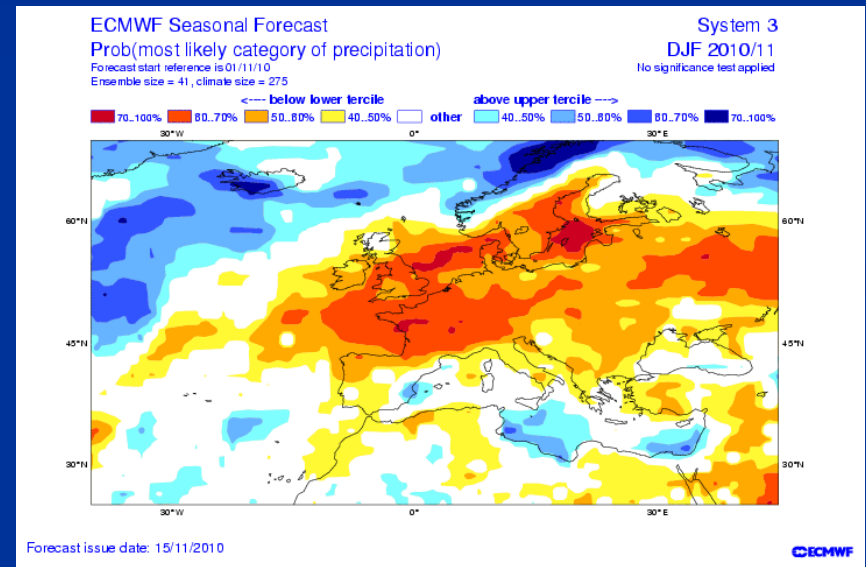 ECMWF Seasonal Forecast
System 3
Prob(most likely category of precipitation)
DJF 2010/11
Forecast start reference is 01/11/10
No significance test applied
Ensemble size = 41, climate size = 275
<---- below lower tercile
above upper tercile --->
70..100% 60..70% 50..60% 40..50% other 40..50% 50..60% 60..70% 70..100%
30°W 0° 30°E
60°N 60°N
45°N 45°N
30°N 30°N
30°W 0° 30°E
Forecast issue date: 15/11/2010
ECMWF